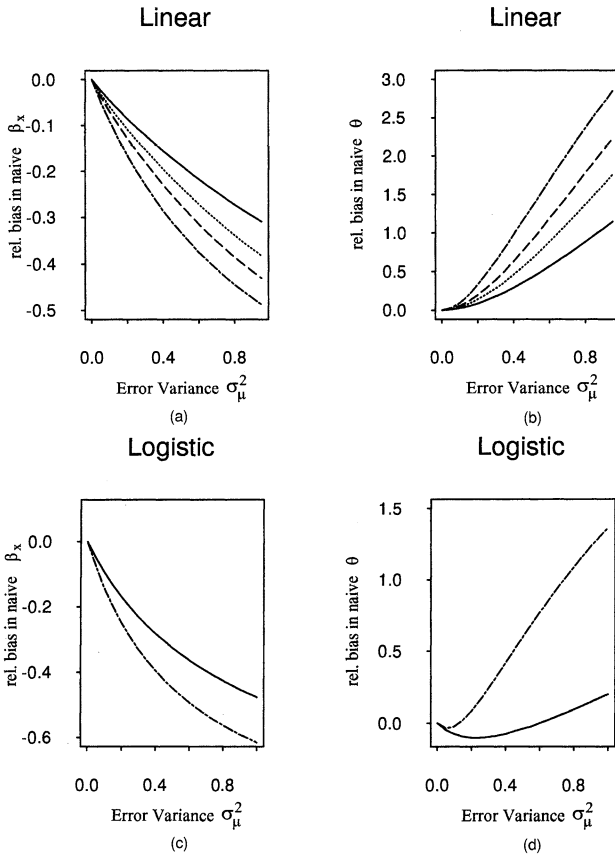 Linear
rel. bias in naive β_x
0.0
-0.1
-0.2
-0.3
-0.4
-0.5
0.0 0.4 0.8
Error Variance σ_μ^2
(a)
Linear
rel. bias in naive θ
3.0
2.5
2.0
1.5
1.0
0.5
0.0
0.0 0.4 0.8
Error Variance σ_μ^2
(b)
Logistic
rel. bias in naive β_x
0.0
-0.2
-0.4
-0.6
0.0 0.4 0.8
Error Variance σ_μ^2
(c)
Logistic
rel. bias in naive θ
1.5
1.0
0.5
0.0
0.0 0.4 0.8
Error Variance σ_μ^2
(d)